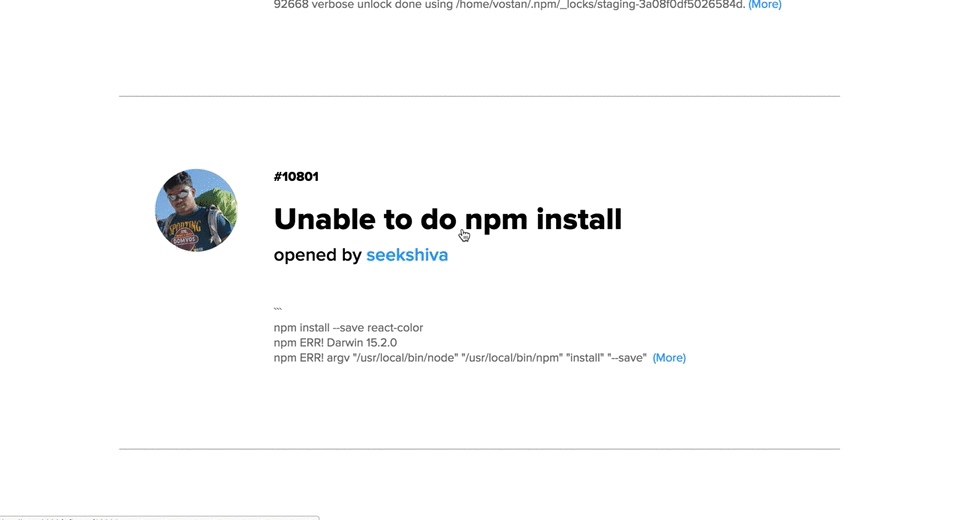 92668 verbose unlock done using /home/vostan/.npm/_locks/staging-3a08f0df5026584d. (More)
#10801
Unable to do npm install
opened by seekshiva
```
npm install --save react-color
npm ERR! Darwin 15.2.0
npm ERR! argv "/usr/local/bin/node" "/usr/local/bin/npm" "install" "--save" (More)
SPORTING